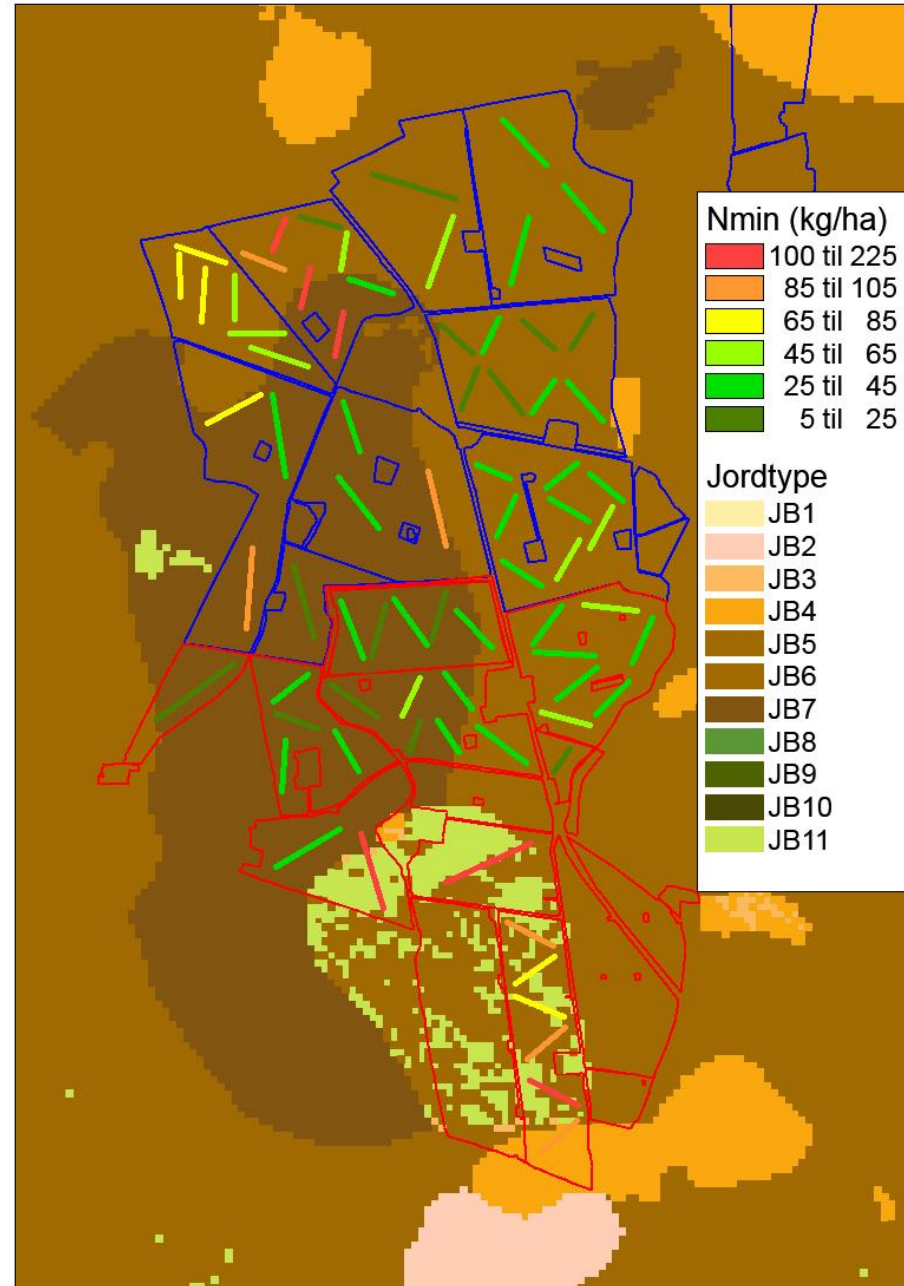 Nmin (kg/ha)
100 til 225
85 til 105
65 til 85
45 til 65
25 til 45
5 til 25
Jordtype
JB1
JB2
JB3
JB4
JB5
JB6
JB7
JB8
JB9
JB10
JB11